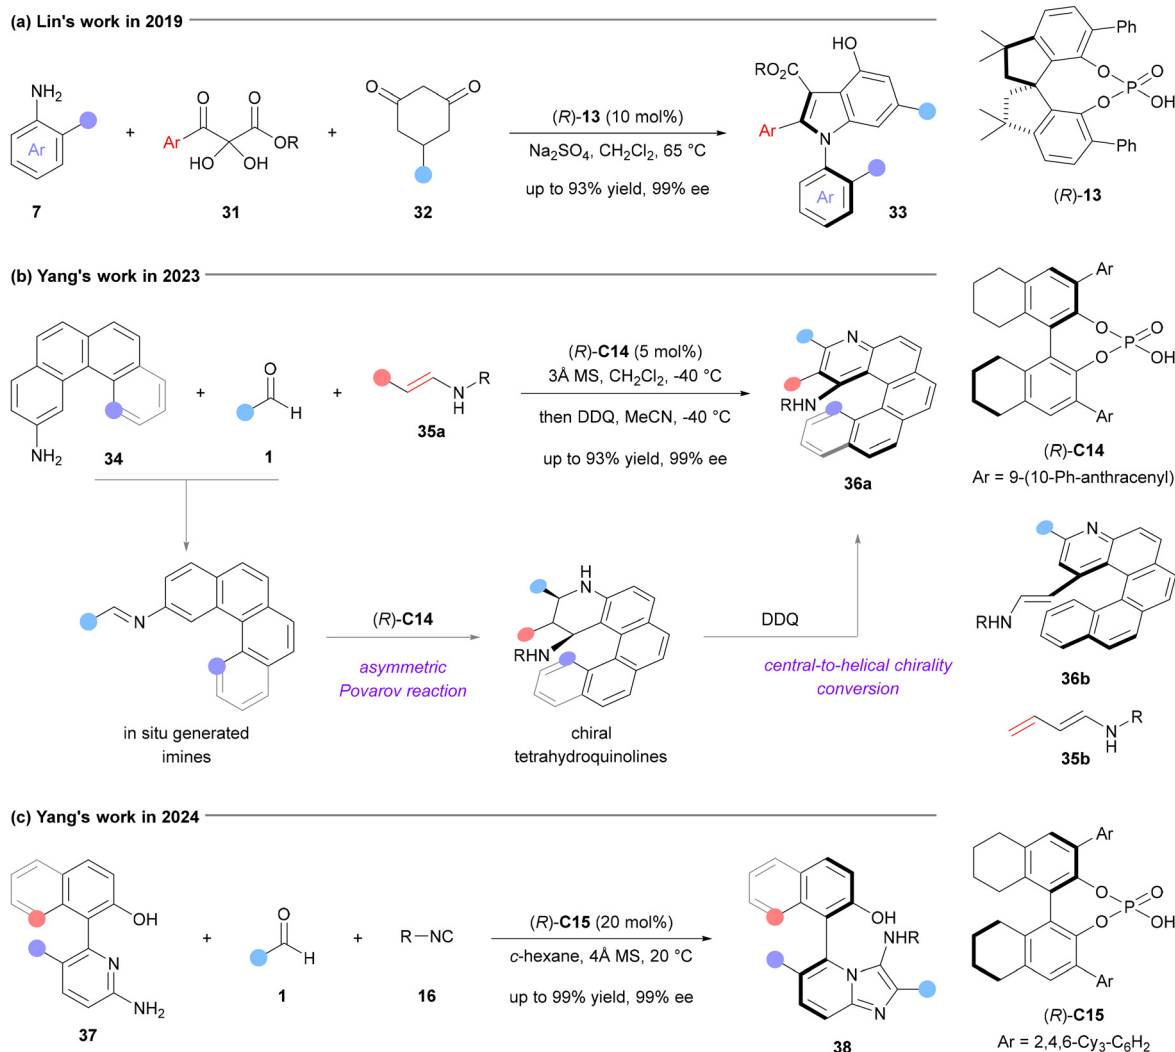 (a) Lin's work in 2019
NH2
Ar
7
+
O
O
Ar
OR
HO
OH
31
+
O
O
32
(R)-13 (10 mol%)
Na2SO4, CH2Cl2, 65 °C
up to 93% yield, 99% ee
HO
RO2C
Ar
N
Ar
33
Ph
O
O
P
O
OH
Ph
(R)-13
(b) Yang's work in 2023
NH2
34
+
O
H
1
+
N
H
R
35a
(R)-C14 (5 mol%)
3Å MS, CH2Cl2, -40 °C
then DDQ, MeCN, -40 °C
up to 93% yield, 99% ee
N
RHN
36a
Ar
O
O
P
O
OH
Ar
(R)-C14
Ar = 9-(10-Ph-anthracenyl)
N
in situ generated
imines
(R)-C14
asymmetric
Povarov reaction
H
N
RHN
chiral
tetrahydroquinolines
DDQ
central-to-helical chirality
conversion
N
RHN
36b
N
H
R
35b
(c) Yang's work in 2024
OH
N
NH2
37
+
O
H
1
+
R—NC
16
(R)-C15 (20 mol%)
c-hexane, 4Å MS, 20 °C
up to 99% yield, 99% ee
OH
NHR
N
N
38
Ar
O
O
P
O
OH
Ar
(R)-C15
Ar = 2,4,6-Cy3-C6H2